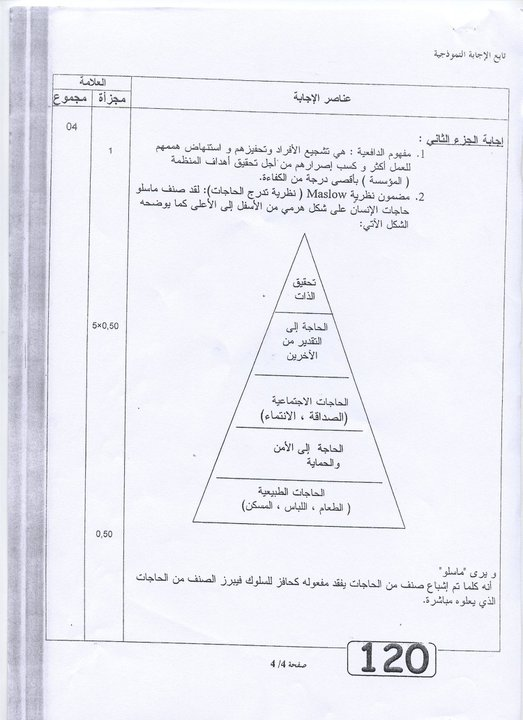 تابع الإجابة النموذجية
العلامة
عناصر الإجابة
مجزأة
مجموع
04
إجابة الجزء الثاني :
1
1. مفهوم الدافعية : هي تشجيع الأفراد وتحفيزهم و استنهاض هممهم
للعمل أكثر و كسب إصرارهم من أجل تحقيق أهداف المنظمة
( المؤسسة ) بأقصى درجة من الكفاءة.
2. مضمون نظرية Maslow ( نظرية تدرج الحاجات): لقد صنف ماسلو
حاجات الإنسان على شكل هرمي من الأسفل إلى الأعلى كما يوضحه
الشكل الآتي:
تحقيق
الذات
5×0,50
الحاجة إلى
التقدير من
الآخرين
الحاجات الاجتماعية
(الصداقة ، الانتماء)
الحاجة إلى الأمن
والحماية
الحاجات الطبيعية
( الطعام ، اللباس ، المسكن)
0,50
و يرى "ماسلو"
أنه كلما تم إشباع صنف من الحاجات يفقد مفعوله كحافز للسلوك فيبرز الصنف من الحاجات
الذي يعلوه مباشرة.
صفحة 4/ 4
120